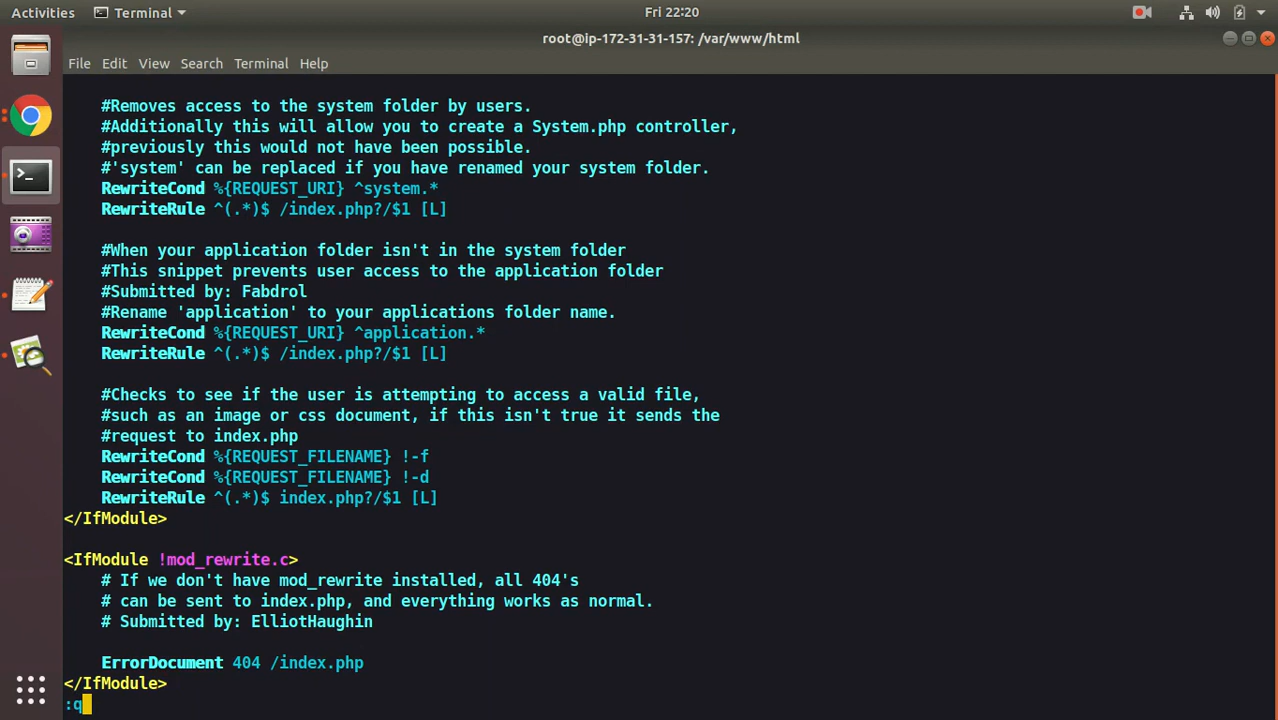 Activities Terminal Fri 22:20
root@ip-172-31-31-157: /var/www/html
File Edit View Search Terminal Help
#Removes access to the system folder by users.
#Additionally this will allow you to create a System.php controller,
#previously this would not have been possible.
#'system' can be replaced if you have renamed your system folder.
RewriteCond %{REQUEST_URI} ^system.*
RewriteRule ^(.*)$ /index.php?/$1 [L]
#When your application folder isn't in the system folder
#This snippet prevents user access to the application folder
#Submitted by: Fabdrol
#Rename 'application' to your applications folder name.
RewriteCond %{REQUEST_URI} ^application.*
RewriteRule ^(.*)$ /index.php?/$1 [L]
#Checks to see if the user is attempting to access a valid file,
#such as an image or css document, if this isn't true it sends the
#request to index.php
RewriteCond %{REQUEST_FILENAME} !-f
RewriteCond %{REQUEST_FILENAME} !-d
RewriteRule ^(.*)$ index.php?/$1 [L]
</IfModule>
<IfModule !mod_rewrite.c>
# If we don't have mod_rewrite installed, all 404's
# can be sent to index.php, and everything works as normal.
# Submitted by: ElliotHaughin
ErrorDocument 404 /index.php
</IfModule>
:q